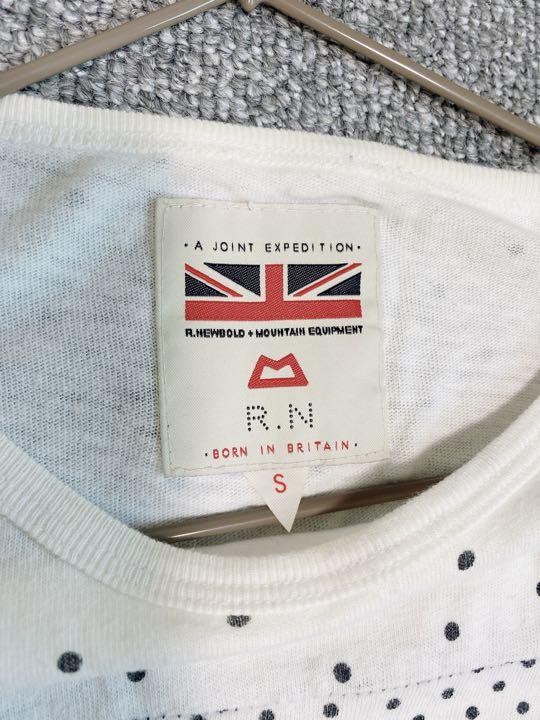 • A JOINT EXPEDITION •
R.NEWBOLD + MOUNTAIN EQUIPMENT
R.N
• BORN IN BRITAIN •
S